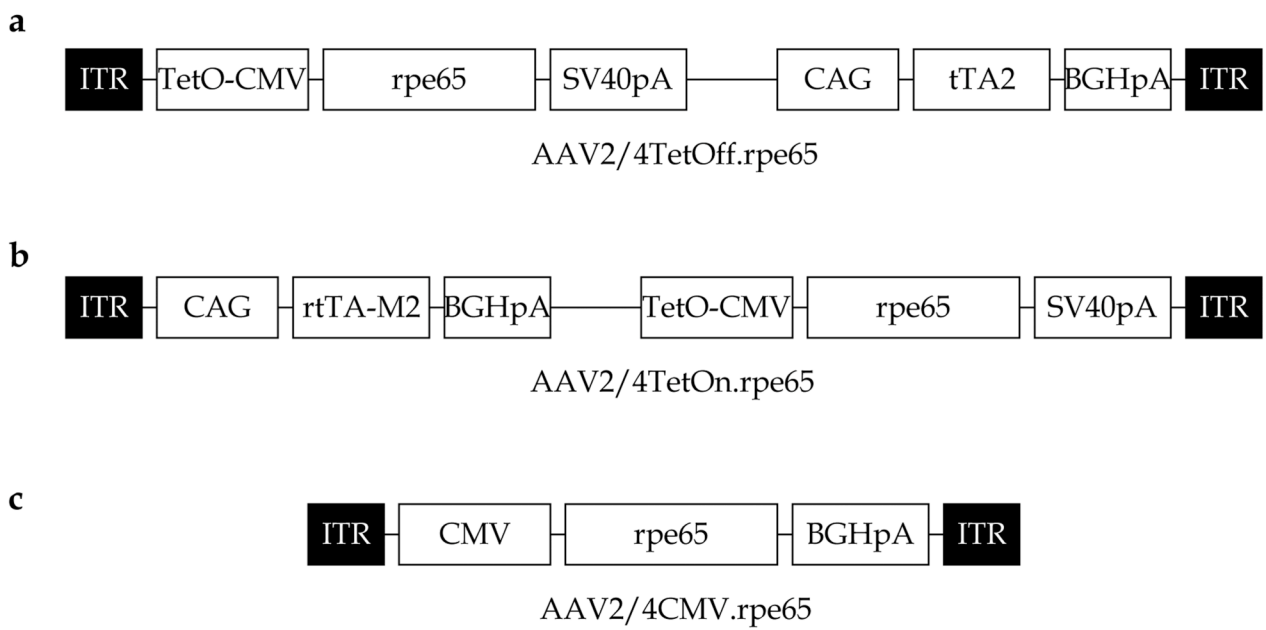 a
ITR TetO-CMV rpe65 SV40pA CAG tTA2 BGHpA ITR
AAV2/4TetOff.rpe65
b
ITR CAG rtTA-M2 BGHpA TetO-CMV rpe65 SV40pA ITR
AAV2/4TetOn.rpe65
c
ITR CMV rpe65 BGHpA ITR
AAV2/4CMV.rpe65